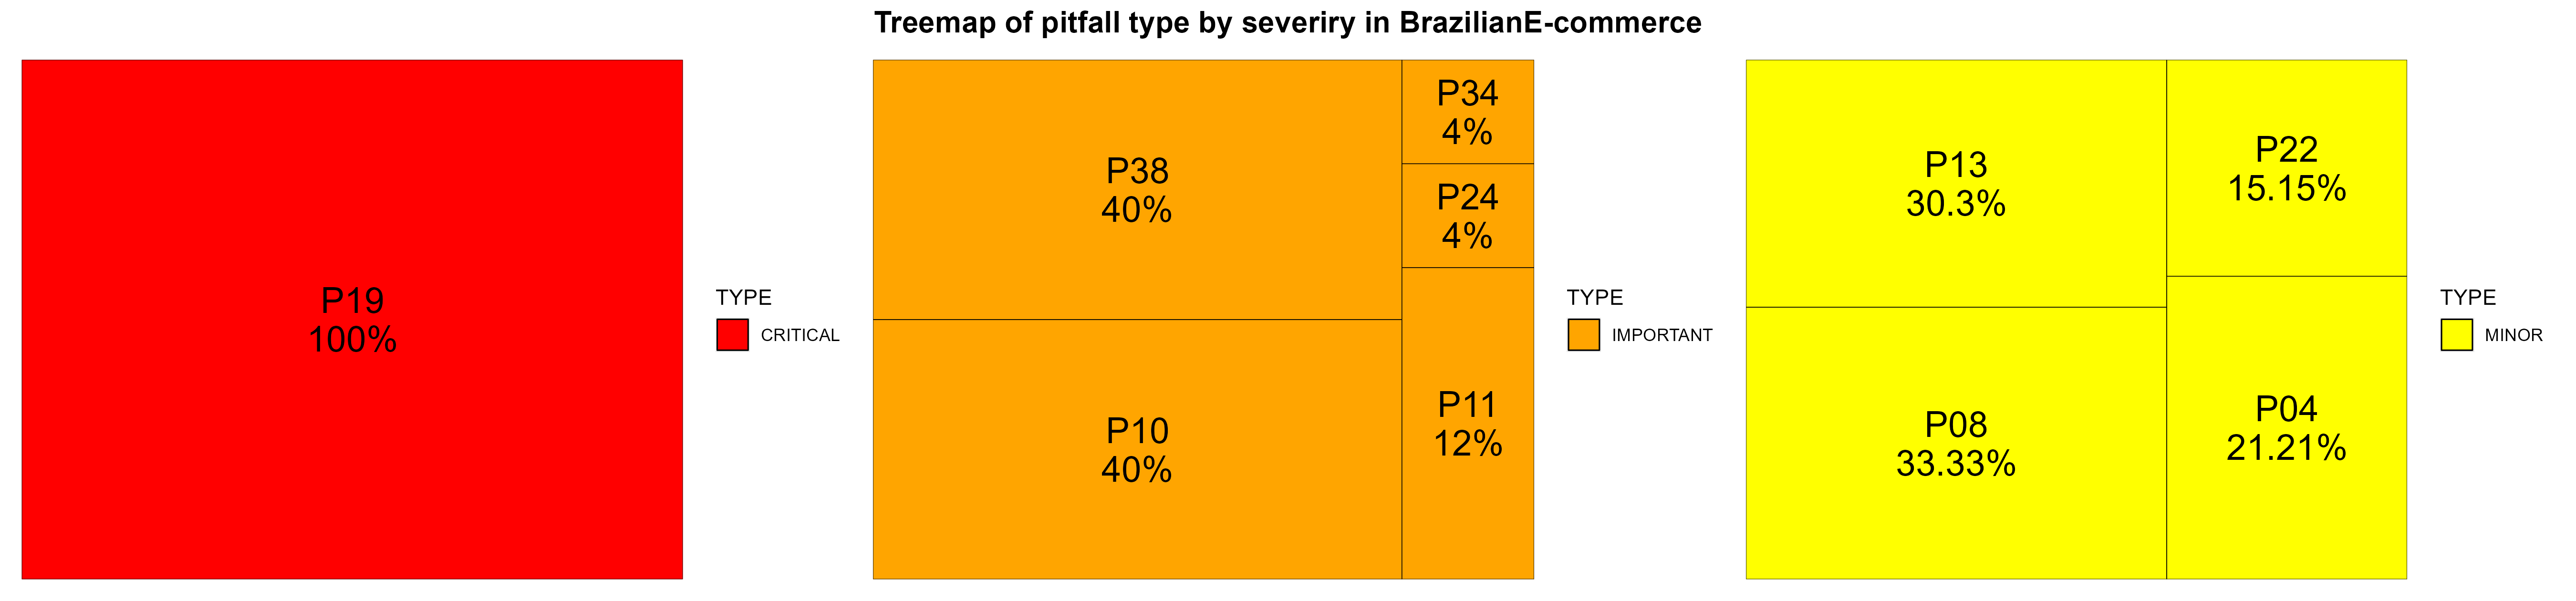 Treemap of pitfall type by severiry in BrazilianE-commerce
P19
100%
TYPE
CRITICAL
P38
40%
P10
40%
P34
4%
P24
4%
P11
12%
TYPE
IMPORTANT
P13
30.3%
P08
33.33%
P22
15.15%
P04
21.21%
TYPE
MINOR